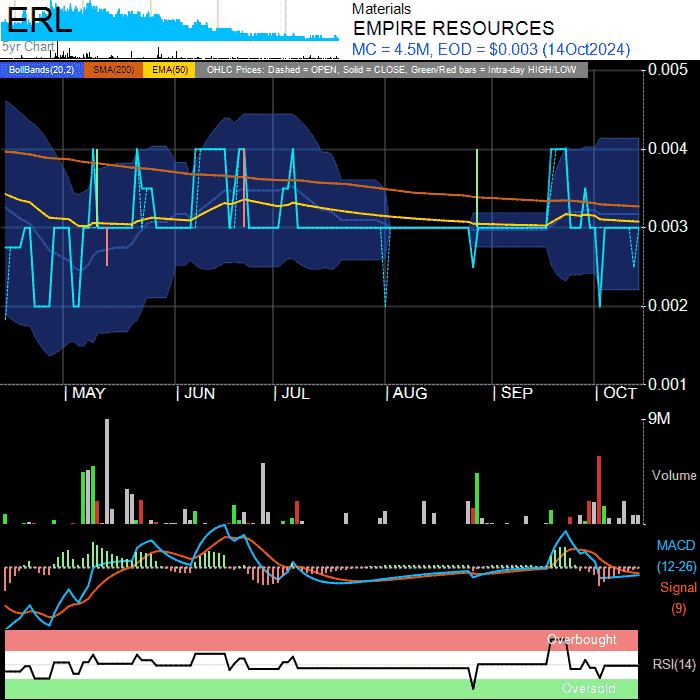 ERL
5yr Chart
Materials
EMPIRE RESOURCES
MC = 4.5M, EOD = $0.003 (14Oct2024)
BollBands(20,2) SMA(200) EMA(50) OHLC Prices: Dashed = OPEN, Solid = CLOSE, Green/Red bars = Intra-day HIGH/LOW
0.005
0.004
0.003
0.002
0.001
| MAY | JUN | JUL | AUG | SEP | OCT
9M
Volume
MACD
(12-26)
Signal
(9)
Overbought
RSI(14)
Oversold